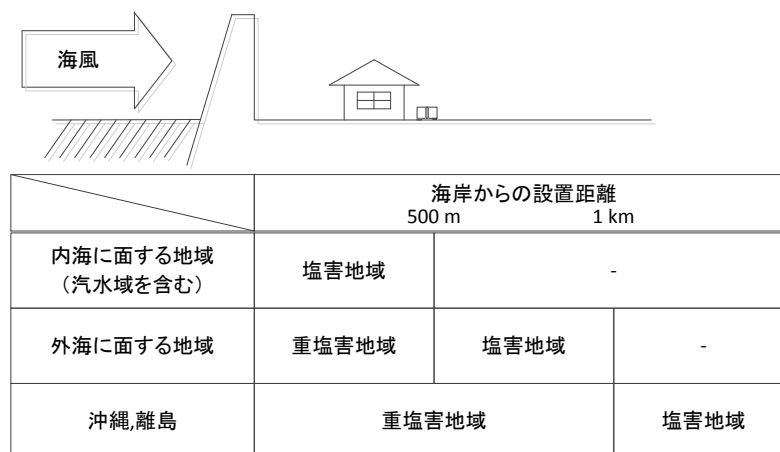 海風
海岸からの設置距離
500 m 1 km
内海に面する地域
（汽水域を含む）
塩害地域
-
外海に面する地域
重塩害地域
塩害地域
-
沖縄,離島
重塩害地域
塩害地域